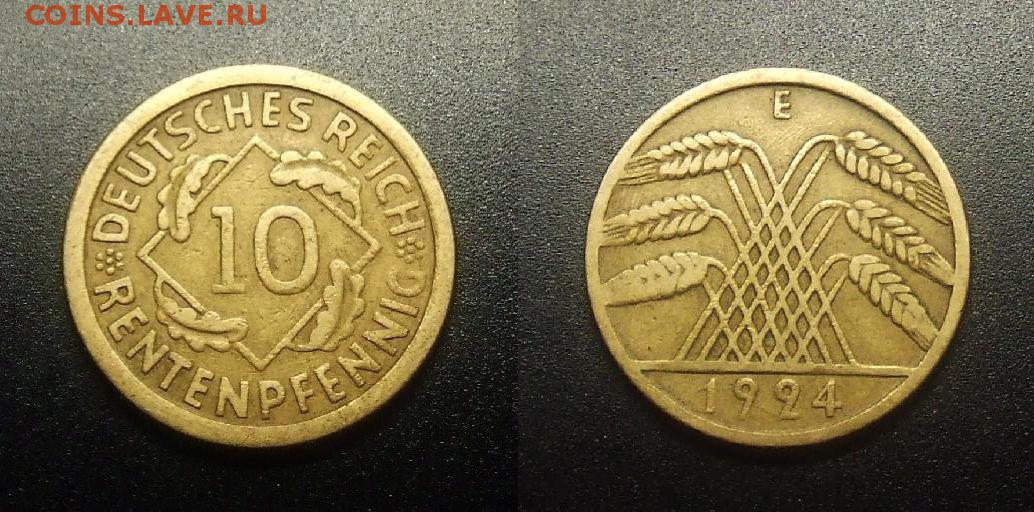 COINS.LAVE.RU
DEUTSCHES REICH
10
RENTENPFENNIG
E
1924